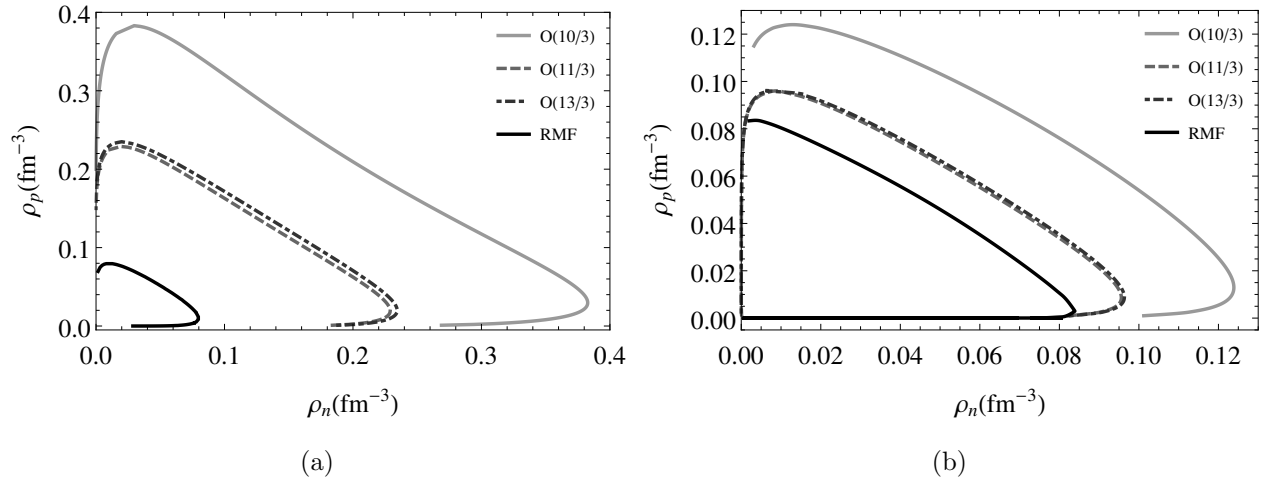 0.4
0.3
0.2
0.1
0.0
ρₚ(fm⁻³)
0.0 0.1 0.2 0.3 0.4
ρₙ(fm⁻³)
O(10/3)
O(11/3)
O(13/3)
RMF
(a)
0.12
0.10
0.08
0.06
0.04
0.02
0.00
ρₚ(fm⁻³)
0.00 0.02 0.04 0.06 0.08 0.10 0.12
ρₙ(fm⁻³)
O(10/3)
O(11/3)
O(13/3)
RMF
(b)